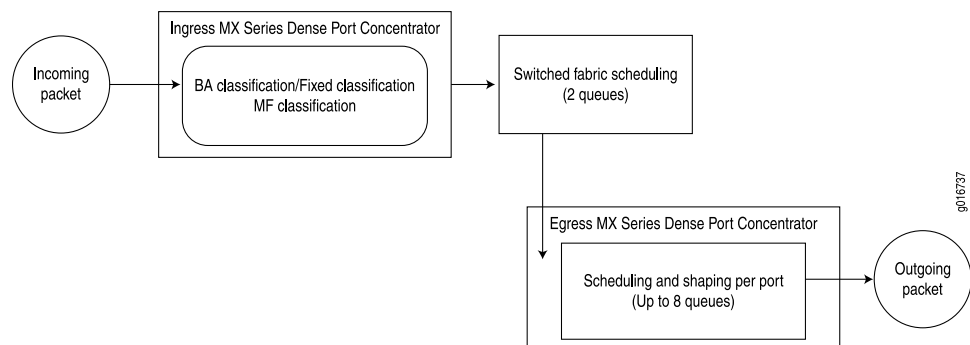 Ingress MX Series Dense Port Concentrator
Incoming
packet
BA classification/Fixed classification
MF classification
Switched fabric scheduling
(2 queues)
g016737
Egress MX Series Dense Port Concentrator
Scheduling and shaping per port
(Up to 8 queues)
Outgoing
packet